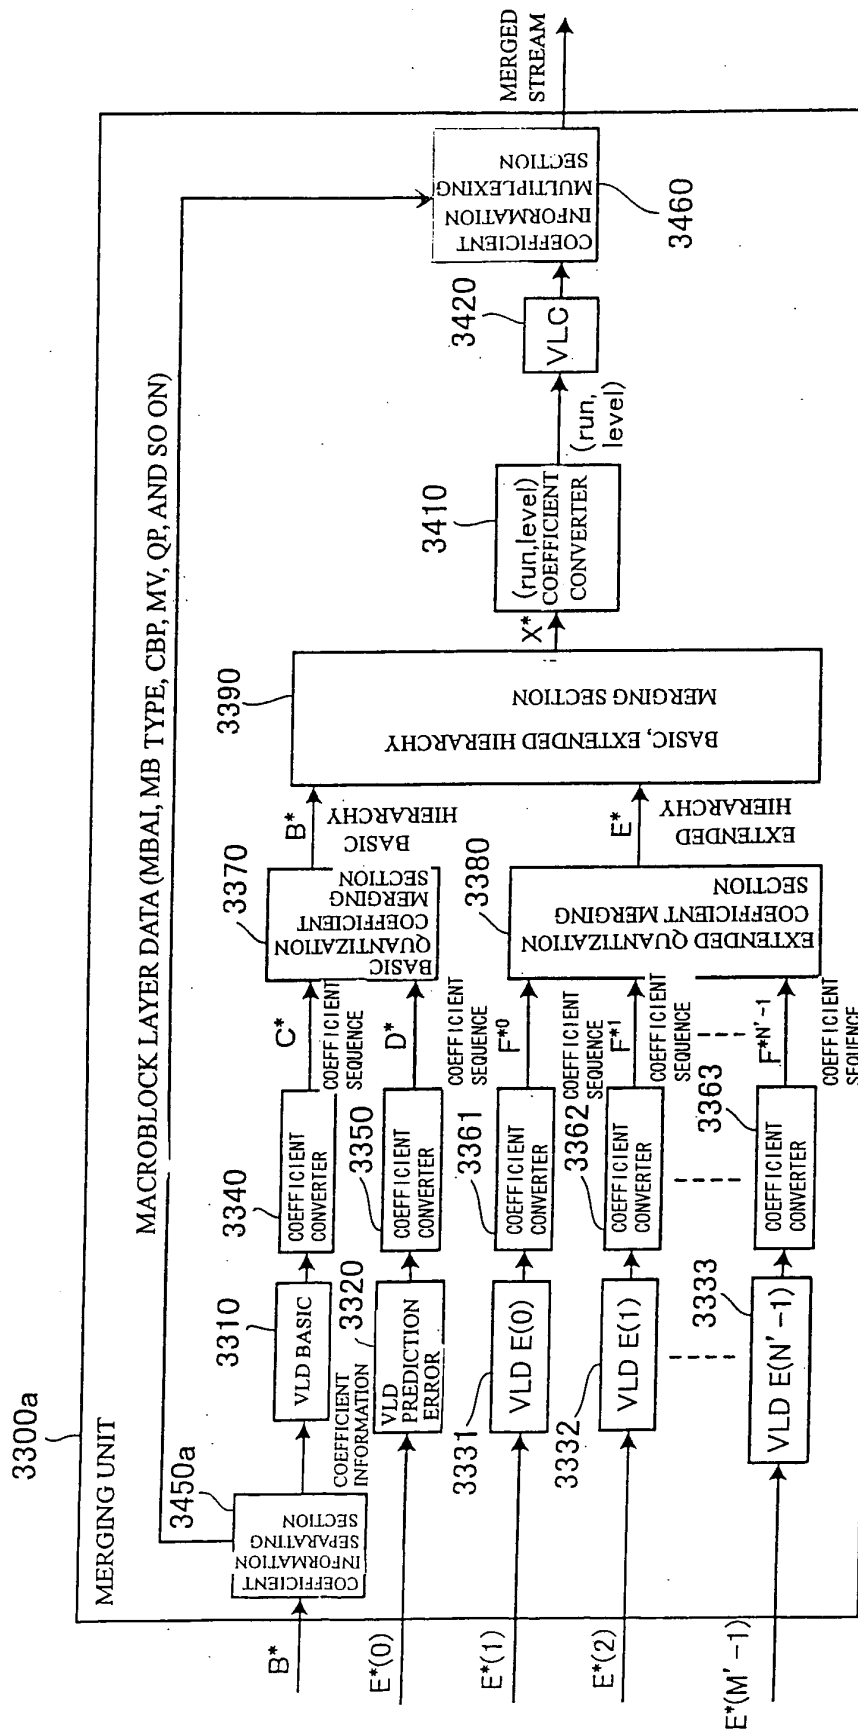 3300a
MERGING UNIT
MACROBLOCK LAYER DATA (MBAI, MB TYPE, CBP, MV, QP, AND SO ON)
B*
3450a
COEFFICIENT
INFORMATION
SEPARATING
SECTION
COEFFICIENT
INFORMATION
3310
VLD BASIC
3340
COEFFICIENT
CONVERTER
C*
COEFFICIENT
SEQUENCE
E*(0)
3320
VLD
PREDICTION
ERROR
3350
COEFFICIENT
CONVERTER
D*
COEFFICIENT
SEQUENCE
3370
BASIC
QUANTIZATION
COEFFICIENT
MERGING
SECTION
B*
BASIC
HIERARCHY
E*(1)
3331
VLD E(0)
3361
COEFFICIENT
CONVERTER
F*0
COEFFICIENT
SEQUENCE
E*(2)
3332
VLD E(1)
3362
COEFFICIENT
CONVERTER
F*1
COEFFICIENT
SEQUENCE
E*(M'-1)
3333
VLD E(N'-1)
3363
COEFFICIENT
CONVERTER
F*N'-1
COEFFICIENT
SEQUENCE
3380
EXTENDED QUANTIZATION
COEFFICIENT MERGING
SECTION
E*
EXTENDED
HIERARCHY
3390
BASIC, EXTENDED HIERARCHY
MERGING SECTION
X*
3410
(run,level)
COEFFICIENT
CONVERTER
(run,
level)
3420
VLC
3460
COEFFICIENT
INFORMATION
MULTIPLEXING
SECTION
MERGED
STREAM